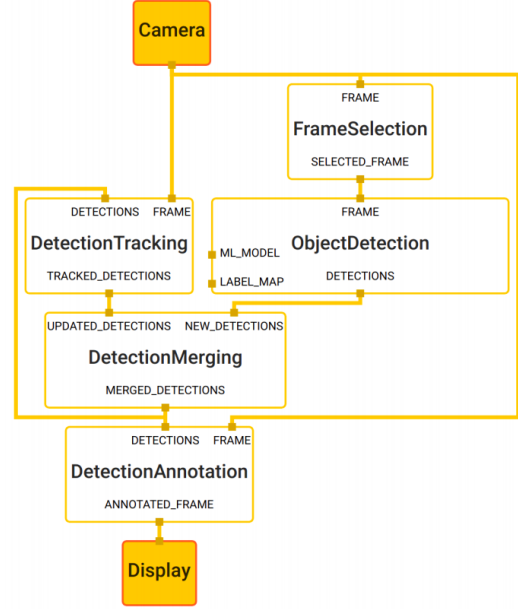 Camera
FRAME
FrameSelection
SELECTED_FRAME
DETECTIONS FRAME
DetectionTracking
TRACKED_DETECTIONS
FRAME
ML_MODEL
ObjectDetection
LABEL_MAP
DETECTIONS
UPDATED_DETECTIONS NEW_DETECTIONS
DetectionMerging
MERGED_DETECTIONS
DETECTIONS FRAME
DetectionAnnotation
ANNOTATED_FRAME
Display